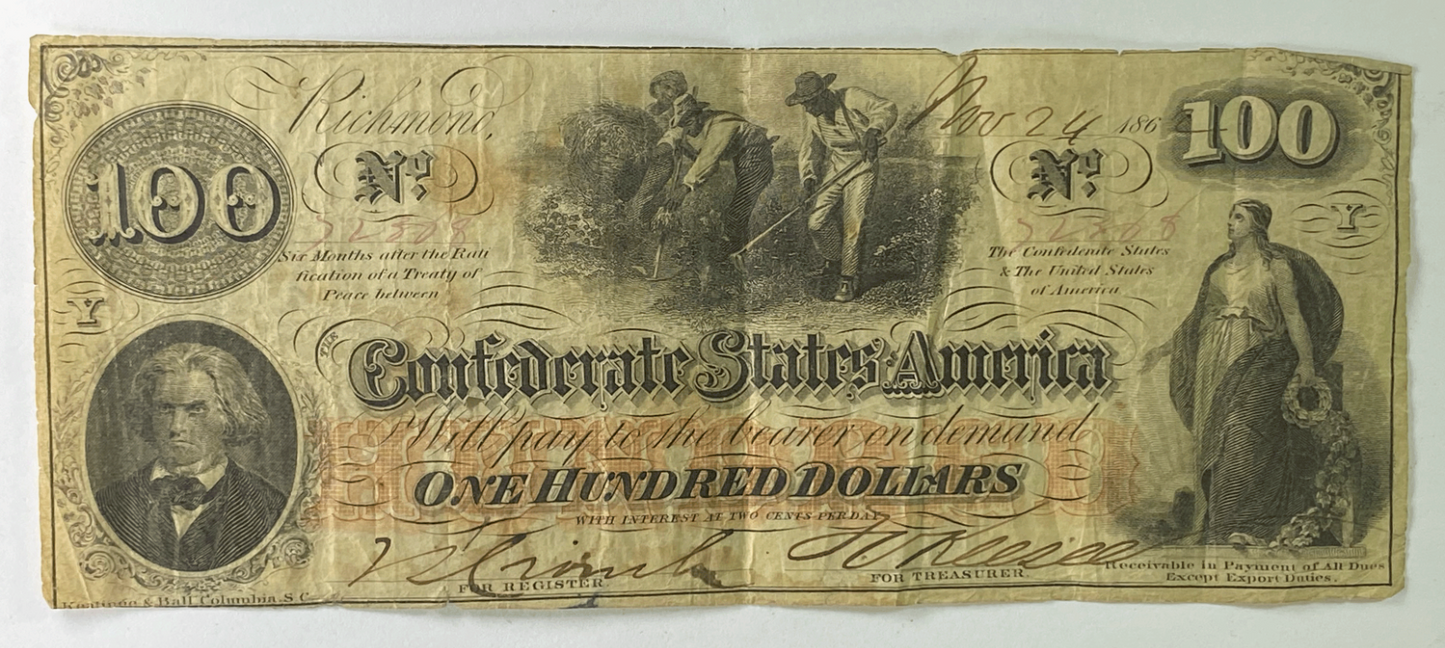 Richmond,
Nov 24 186
100
100
No.
No.
Six Months after the Rati
fication of a Treaty of
Peace between
The Confederate States
& The United States
of America
Y
Y
THE
Confederate States America
Will pay to the bearer on demand
HUNDRED
ONE HUNDRED DOLLARS
WITH INTEREST AT TWO CENTS PER DAY
FOR REGISTER
FOR TREASURER
Receivable in Payment of All Dues
Except Export Duties.
Keatinge & Ball, Columbia, S.C.